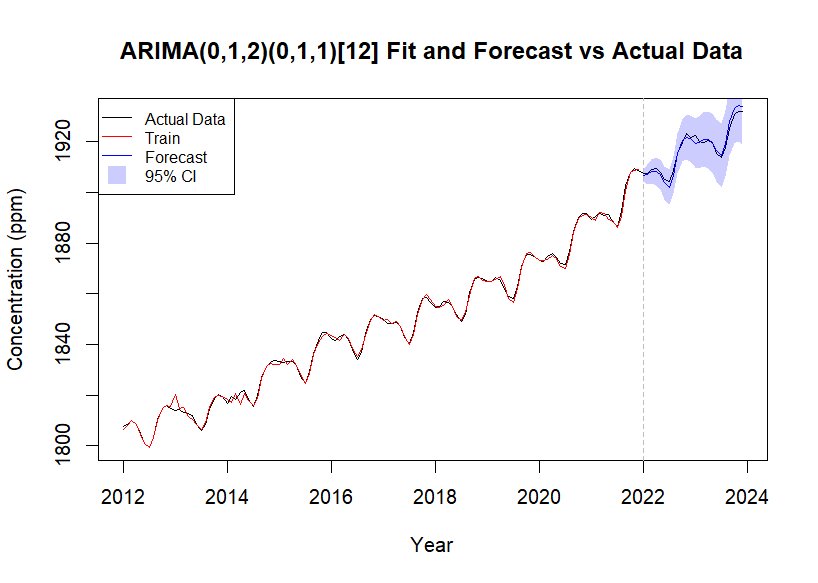 ARIMA(0,1,2)(0,1,1)[12] Fit and Forecast vs Actual Data
Actual Data
Train
Forecast
95% CI
Concentration (ppm)
1920
1880
1840
1800
2012 2014 2016 2018 2020 2022 2024
Year